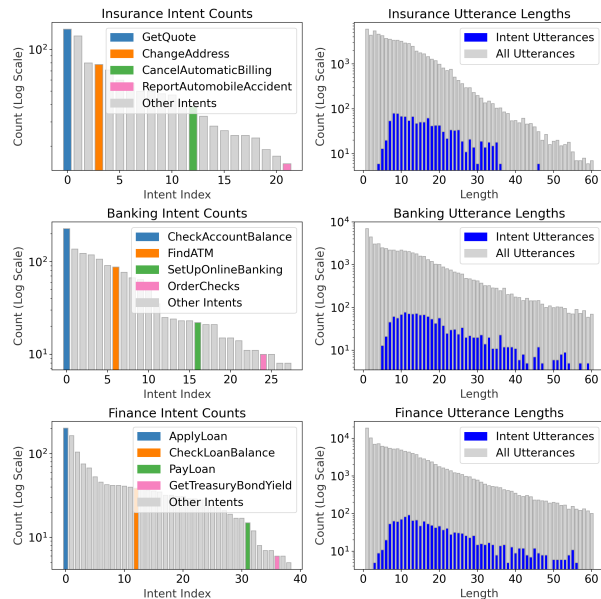 Insurance Intent Counts
Count (Log Scale)
10²
GetQuote
ChangeAddress
CancelAutomaticBilling
ReportAutomobileAccident
Other Intents
0 5 10 15 20
Intent Index
Insurance Utterance Lengths
Count (Log Scale)
10³
10²
10¹
Intent Utterances
All Utterances
0 10 20 30 40 50 60
Length
Banking Intent Counts
Count (Log Scale)
10²
10¹
CheckAccountBalance
FindATM
SetUpOnlineBanking
OrderChecks
Other Intents
0 5 10 15 20 25
Intent Index
Banking Utterance Lengths
Count (Log Scale)
10⁴
10³
10²
10¹
Intent Utterances
All Utterances
0 10 20 30 40 50 60
Length
Finance Intent Counts
Count (Log Scale)
10²
10¹
ApplyLoan
CheckLoanBalance
PayLoan
GetTreasuryBondYield
Other Intents
0 10 20 30 40
Intent Index
Finance Utterance Lengths
Count (Log Scale)
10⁴
10³
10²
10¹
Intent Utterances
All Utterances
0 10 20 30 40 50 60
Length